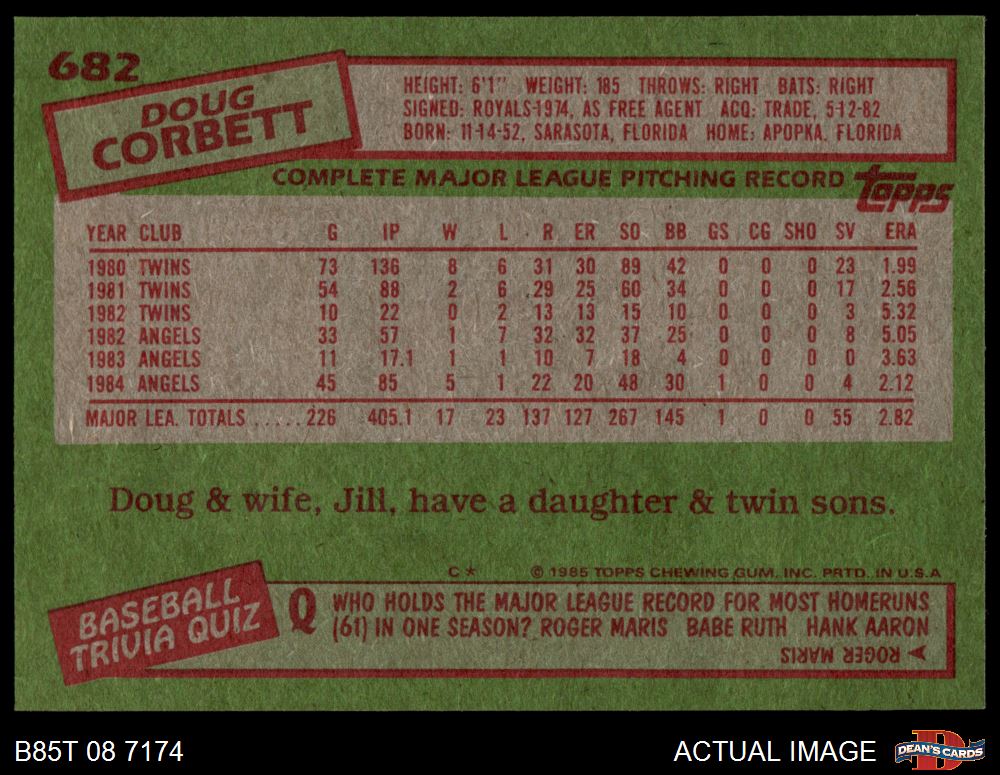 682
DOUG
CORBETT
HEIGHT: 6'1" WEIGHT: 185 THROWS: RIGHT BATS: RIGHT
SIGNED: ROYALS-1974, AS FREE AGENT ACQ: TRADE, 5-12-82
BORN: 11-14-52, SARASOTA, FLORIDA HOME: APOPKA, FLORIDA
COMPLETE MAJOR LEAGUE PITCHING RECORD topps
YEAR CLUB G IP W L R ER SO BB GS CG SHO SV ERA
1980 TWINS 73 136 8 6 31 30 89 42 0 0 0 23 1.99
1981 TWINS 54 88 2 6 29 25 60 34 0 0 0 17 2.56
1982 TWINS 10 22 0 2 13 13 15 10 0 0 0 3 5.32
1982 ANGELS 33 57 1 7 32 32 37 25 0 0 0 8 5.05
1983 ANGELS 11 17.1 1 1 10 7 18 4 0 0 0 0 3.63
1984 ANGELS 45 85 5 1 22 20 48 30 1 0 0 4 2.12
MAJOR LEA. TOTALS ..... 226 405.1 17 23 137 127 267 145 1 0 0 55 2.82
Doug & wife, Jill, have a daughter & twin sons.
C* © 1985 TOPPS CHEWING GUM, INC. PRTD. IN U.S.A
BASEBALL
TRIVIA QUIZ
Q WHO HOLDS THE MAJOR LEAGUE RECORD FOR MOST HOMERUNS
(61) IN ONE SEASON? ROGER MARIS BABE RUTH HANK AARON
ROGER MARIS
B85T 08 7174
ACTUAL IMAGE
D
DEAN'S CARDS